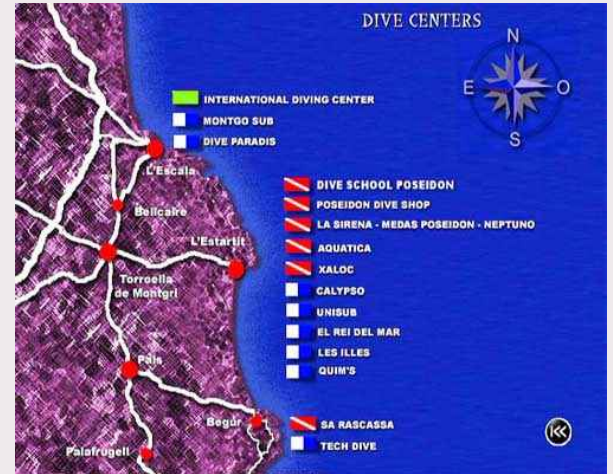 DIVE CENTERS
N
E
O
S
INTERNATIONAL DIVING CENTER
MONTGO SUB
DIVE PARADIS
L'Escala
Bellcaire
L'Estartit
Torroella
de Montgri
Pals
Begur
Palafrugell
DIVE SCHOOL POSEIDON
POSEIDON DIVE SHOP
LA SIRENA - MEDAS POSEIDON - NEPTUNO
AQUATICA
XALOC
CALYPSO
UNISUB
EL REI DEL MAR
LES ILLES
QUIM'S
SA RASCASSA
TECH DIVE